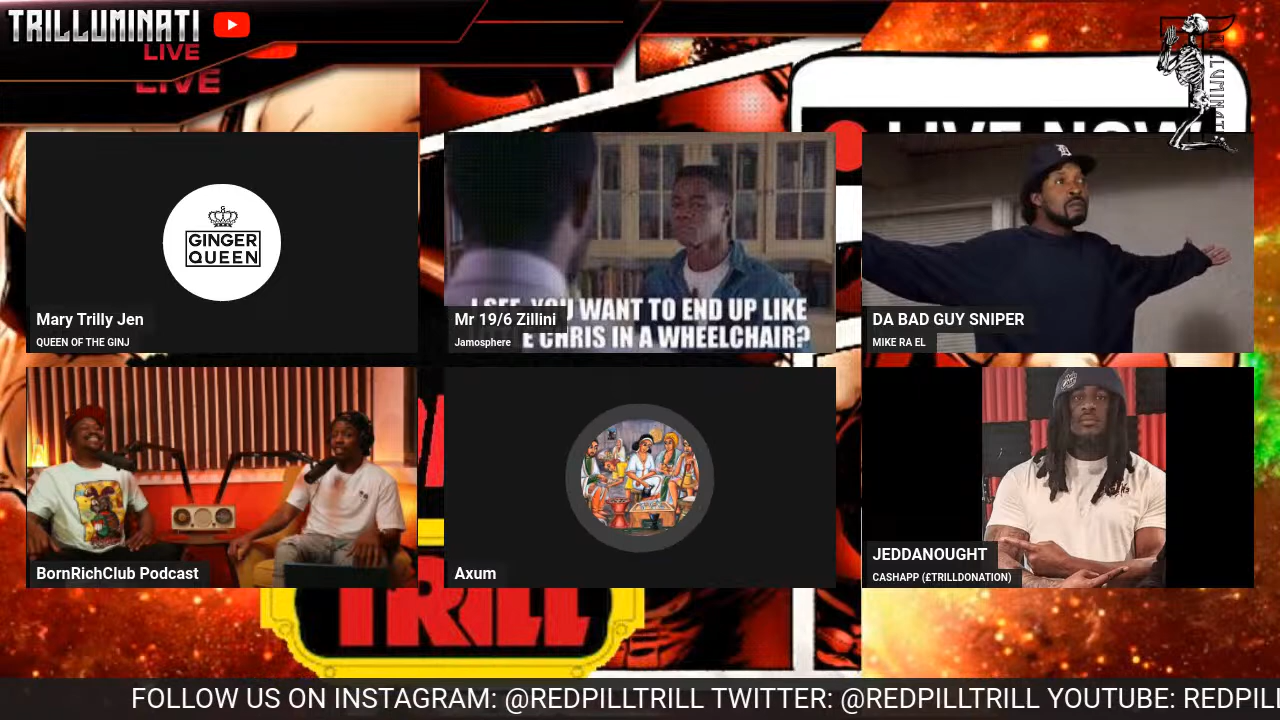 TRILLUMINATI
LIVE
LIVE
LIVE NOW
GINGER
QUEEN
Mary Trilly Jen
QUEEN OF THE GINJ
I SEE, YOU WANT TO END UP LIKE
CHRIS IN A WHEELCHAIR?
Mr 19/6 Zillini
Jamosphere
DA BAD GUY SNIPER
MIKE RA EL
BornRichClub Podcast
Axum
JEDDANOUGHT
CASHAPP (£TRILLDONATION)
TRILL
FOLLOW US ON INSTAGRAM: @REDPILLTRILL TWITTER: @REDPILLTRILL YOUTUBE: REDPILL